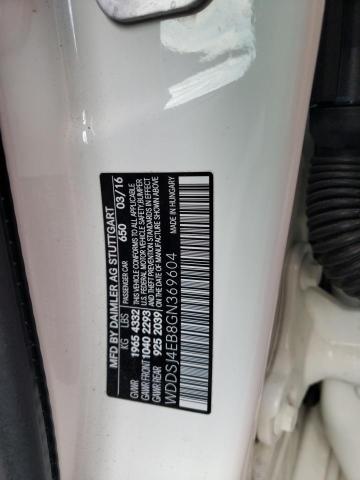 MFD BY DAIMLER AG STUTTGART
KG LBS PASSENGER CAR 650 03/16
GVWR 1965 4332 THIS VEHICLE CONFORMS TO ALL APPLICABLE
GAWR FRONT 1040 2293 U.S. FEDERAL MOTOR VEHICLE SAFETY, BUMPER
AND THEFT PREVENTION STANDARDS IN EFFECT
GAWR REAR 925 2039 ON THE DATE OF MANUFACTURE SHOWN ABOVE.
WDDSJ4EB8GN369604
MADE IN HUNGARY